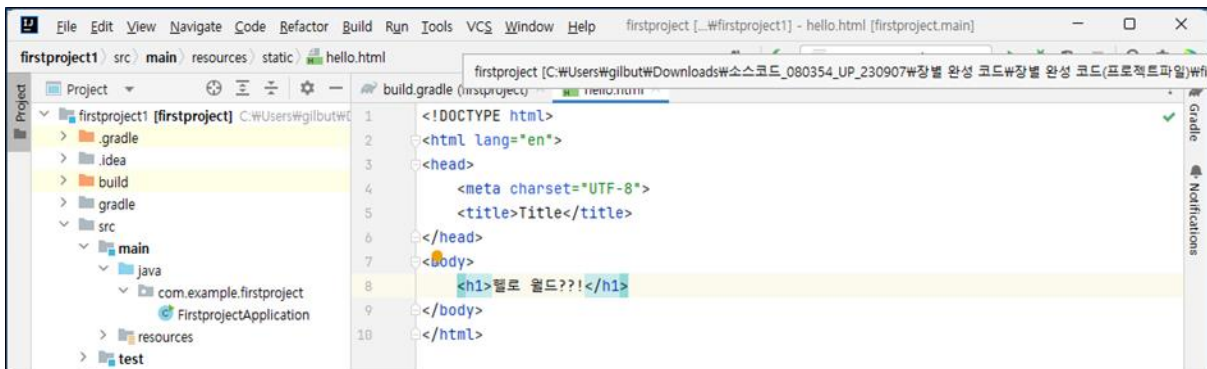 File Edit View Navigate Code Refactor Build Run Tools VCS Window Help firstproject [...₩firstproject1] - hello.html [firstproject.main]
firstproject1 src main resources static hello.html
firstproject [C:₩Users₩gilbut₩Downloads₩소스코드_080354_UP_230907₩장별 완성 코드₩장별 완성 코드(프로젝트파일)₩fi
Project
Project
build.gradle (firstproject)
hello.html
firstproject1 [firstproject] C:₩Users₩gilbut₩D
.gradle
.idea
build
gradle
src
main
java
com.example.firstproject
FirstprojectApplication
resources
test
1 <!DOCTYPE html>
2 <html lang="en">
3 <head>
4 <meta charset="UTF-8">
5 <title>Title</title>
6 </head>
7 <body>
8 <h1>헬로 월드??!</h1>
9 </body>
10 </html>
Gradle
Notifications